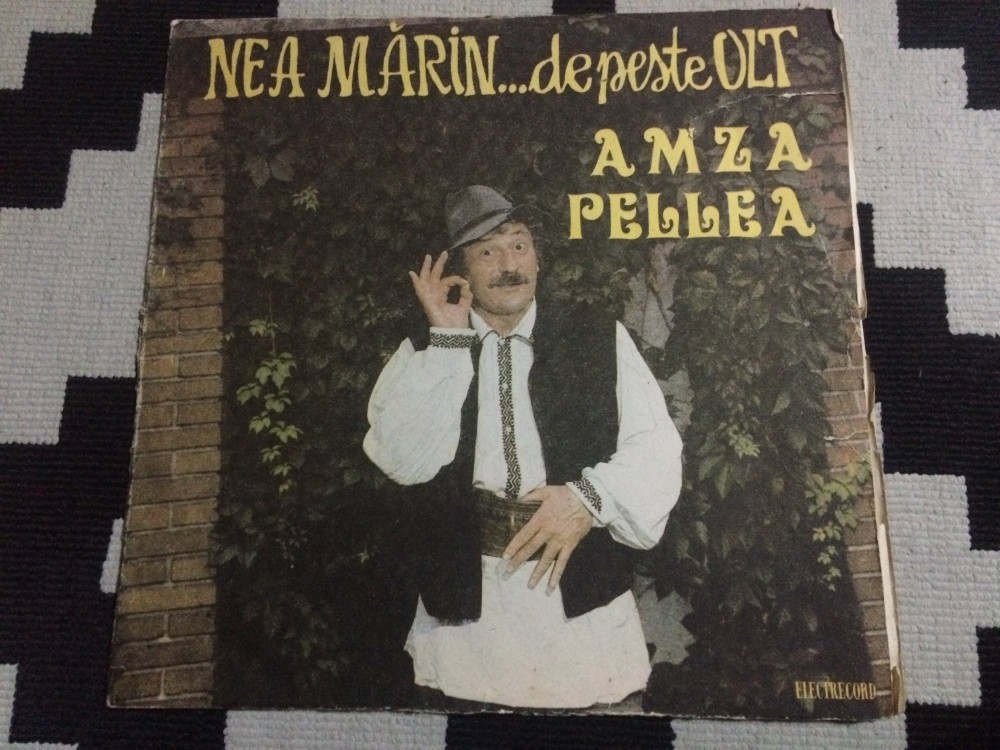 NEA MĂRIN...de peste OLT
AMZA
PELLEA
ELECTRECORD